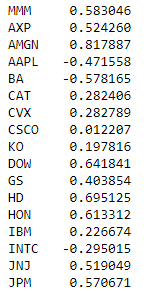 MMM 0.583046
AXP 0.524260
AMGN 0.817887
AAPL -0.471558
BA -0.578165
CAT 0.282406
CVX 0.282789
CSCO 0.012207
KO 0.197816
DOW 0.641841
GS 0.403854
HD 0.695125
HON 0.613312
IBM 0.226674
INTC -0.295015
JNJ 0.519049
JPM 0.570671